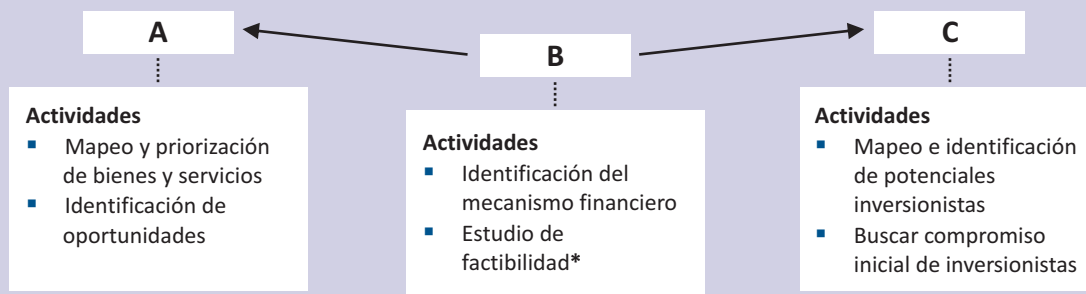 A
B
C
Actividades
▪ Mapeo y priorización
de bienes y servicios
▪ Identificación de
oportunidades
Actividades
▪ Identificación del
mecanismo financiero
▪ Estudio de
factibilidad*
Actividades
▪ Mapeo e identificación
de potenciales
inversionistas
▪ Buscar compromiso
inicial de inversionistas